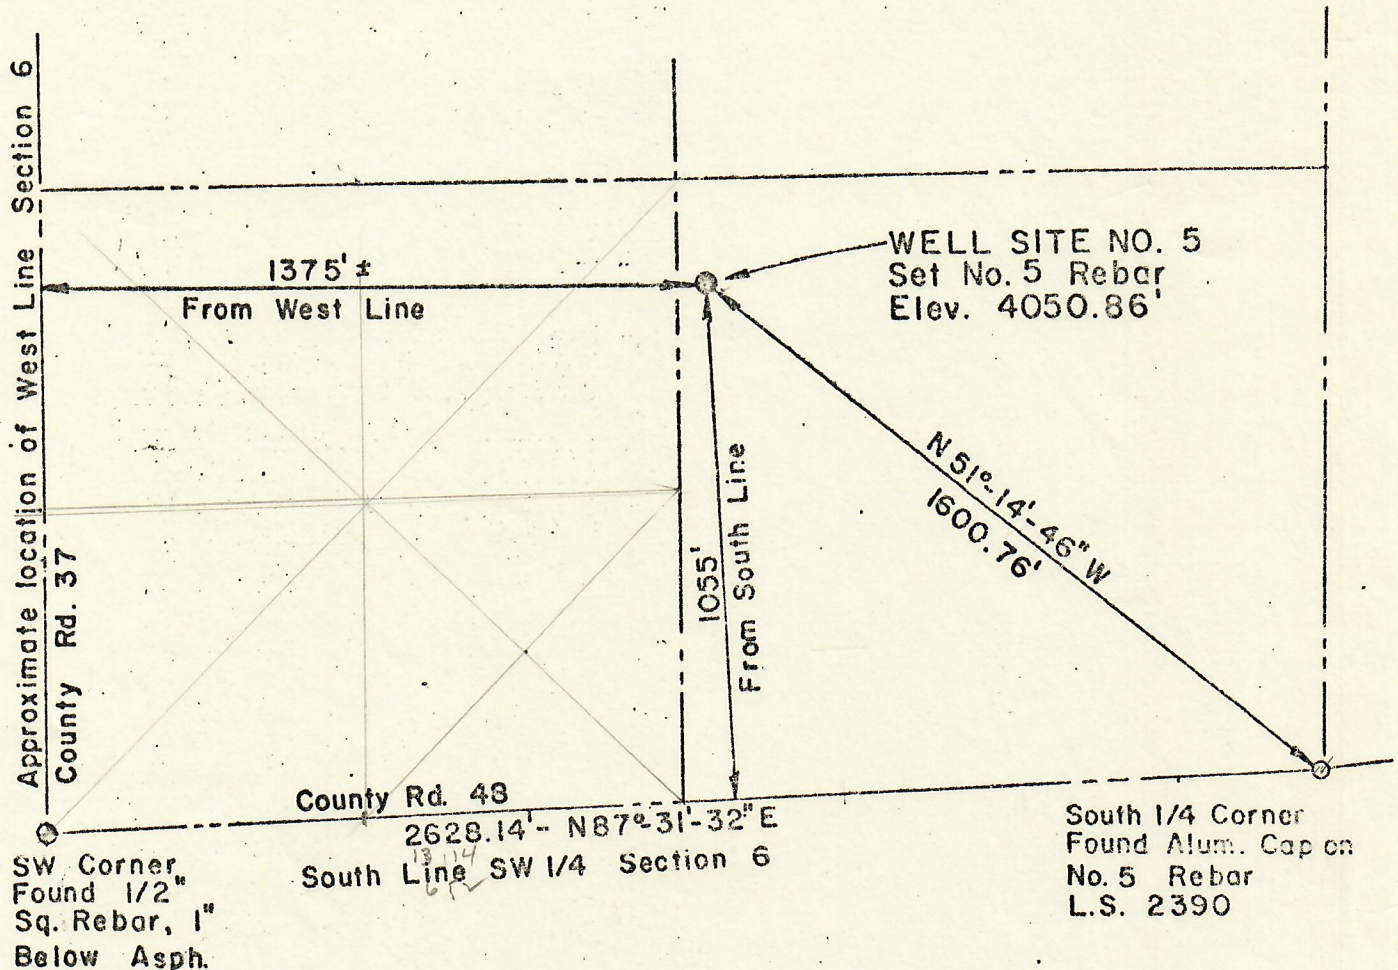 Approximate location of West Line Section 6
County Rd. 37
1375' ±
From West Line
WELL SITE NO. 5
Set No. 5 Rebar
Elev. 4050.86'
N 51°-14'-46" W
1600.76'
1055'
From South Line
County Rd. 48
2628.14' - N87°-31'-32" E
South Line SW 1/4 Section 6
SW Corner
Found 1/2"
Sq. Rebar, 1"
Below Asph.
South 1/4 Corner
Found Alum. Cap on
No. 5 Rebar
L.S. 2390